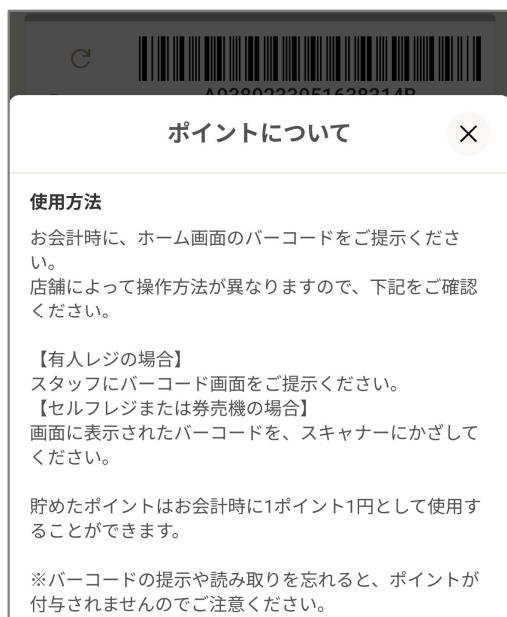 ポイントについて
使用方法
お会計時に、ホーム画面のバーコードをご提示くださ
い。
店舗によって操作方法が異なりますので、下記をご確認
ください。
【有人レジの場合】
スタッフにバーコード画面をご提示ください。
【セルフレジまたは券売機の場合】
画面に表示されたバーコードを、スキャナーにかざして
ください。
貯めたポイントはお会計時に1ポイント1円として使用す
ることができます。
※バーコードの提示や読み取りを忘れると、ポイントが
付与されませんのでご注意ください。